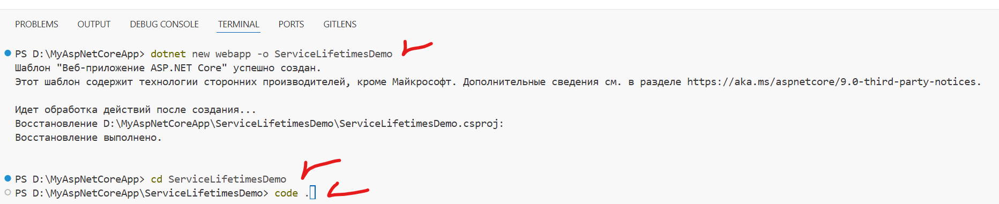 PROBLEMS OUTPUT DEBUG CONSOLE TERMINAL PORTS GITLENS
PS D:\MyAspNetCoreApp> dotnet new webapp -o ServiceLifetimesDemo
Шаблон "Веб-приложение ASP.NET Core" успешно создан.
Этот шаблон содержит технологии сторонних производителей, кроме Майкрософт. Дополнительные сведения см. в разделе https://aka.ms/aspnetcore/9.0-third-party-notices.
Идет обработка действий после создания...
Восстановление D:\MyAspNetCoreApp\ServiceLifetimesDemo\ServiceLifetimesDemo.csproj:
Восстановление выполнено.
PS D:\MyAspNetCoreApp> cd ServiceLifetimesDemo
PS D:\MyAspNetCoreApp\ServiceLifetimesDemo> code .